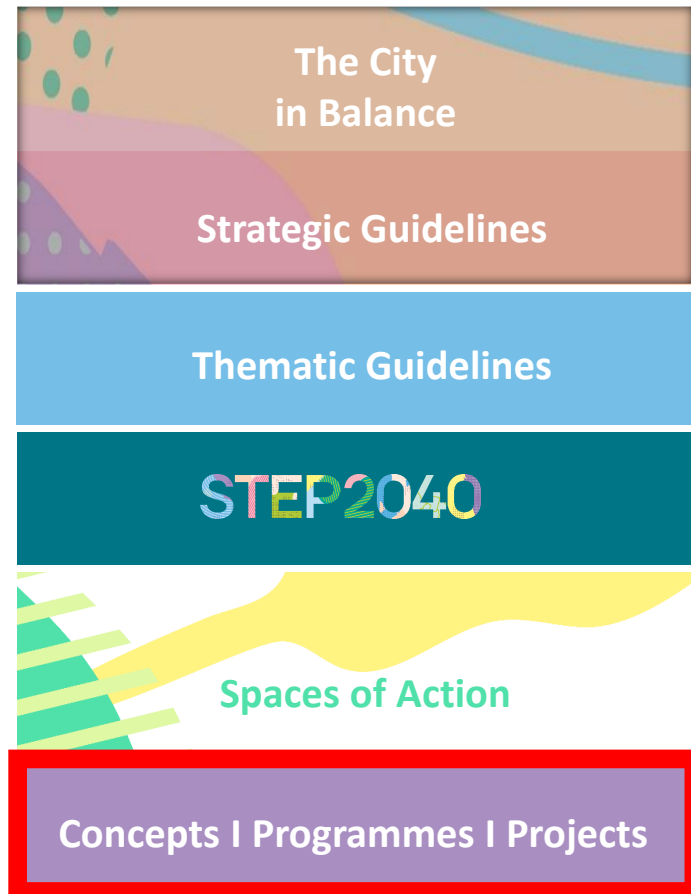 The City
in Balance
Strategic Guidelines
Thematic Guidelines
STEP2040
Spaces of Action
Concepts I Programmes I Projects